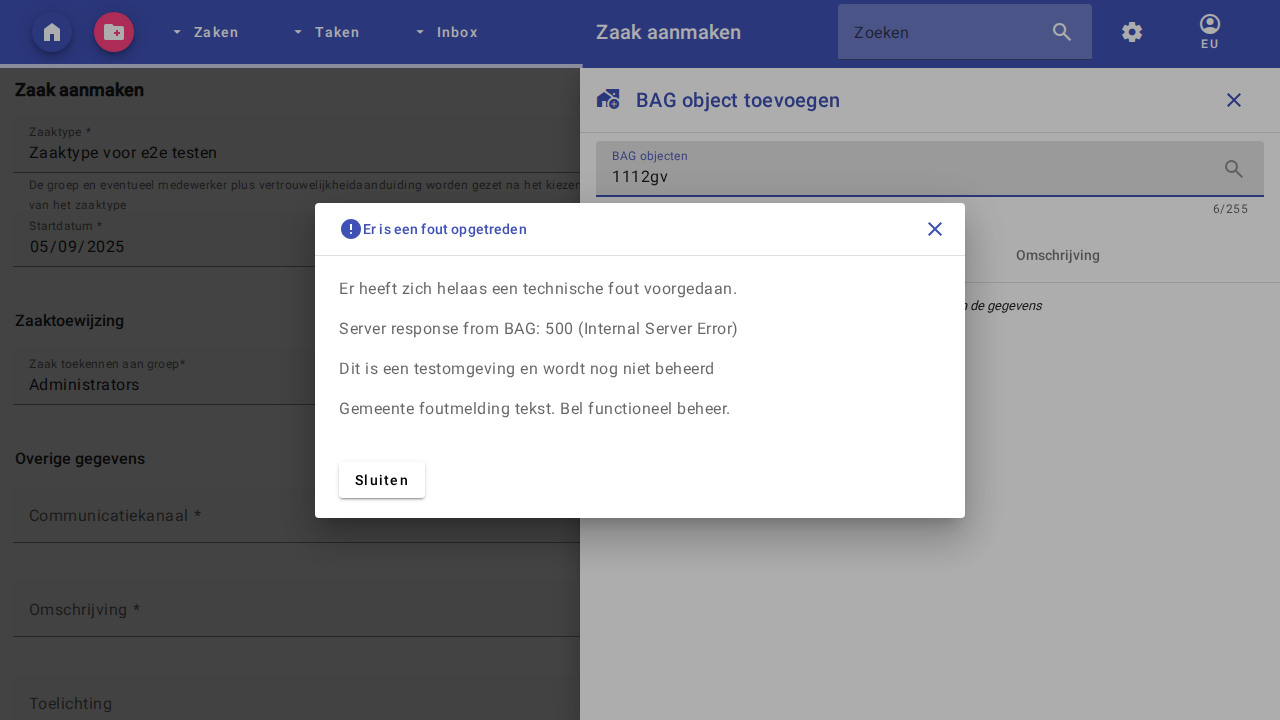 Zaken
Taken
Inbox
Zaak aanmaken
Zoeken
EU
Zaak aanmaken
Zaaktype *
Zaaktype voor e2e testen
De groep en eventueel medewerker plus vertrouwelijkheidaanduiding worden gezet na het kiezen
van het zaaktype
Startdatum *
05/09/2025
Zaaktoewijzing
Zaak toekennen aan groep*
Administrators
Overige gegevens
Communicatiekanaal *
Omschrijving *
Toelichting
BAG object toevoegen
BAG objecten
1112gv
6/255
Omschrijving
de gegevens
Er is een fout opgetreden
Er heeft zich helaas een technische fout voorgedaan.
Server response from BAG: 500 (Internal Server Error)
Dit is een testomgeving en wordt nog niet beheerd
Gemeente foutmelding tekst. Bel functioneel beheer.
Sluiten